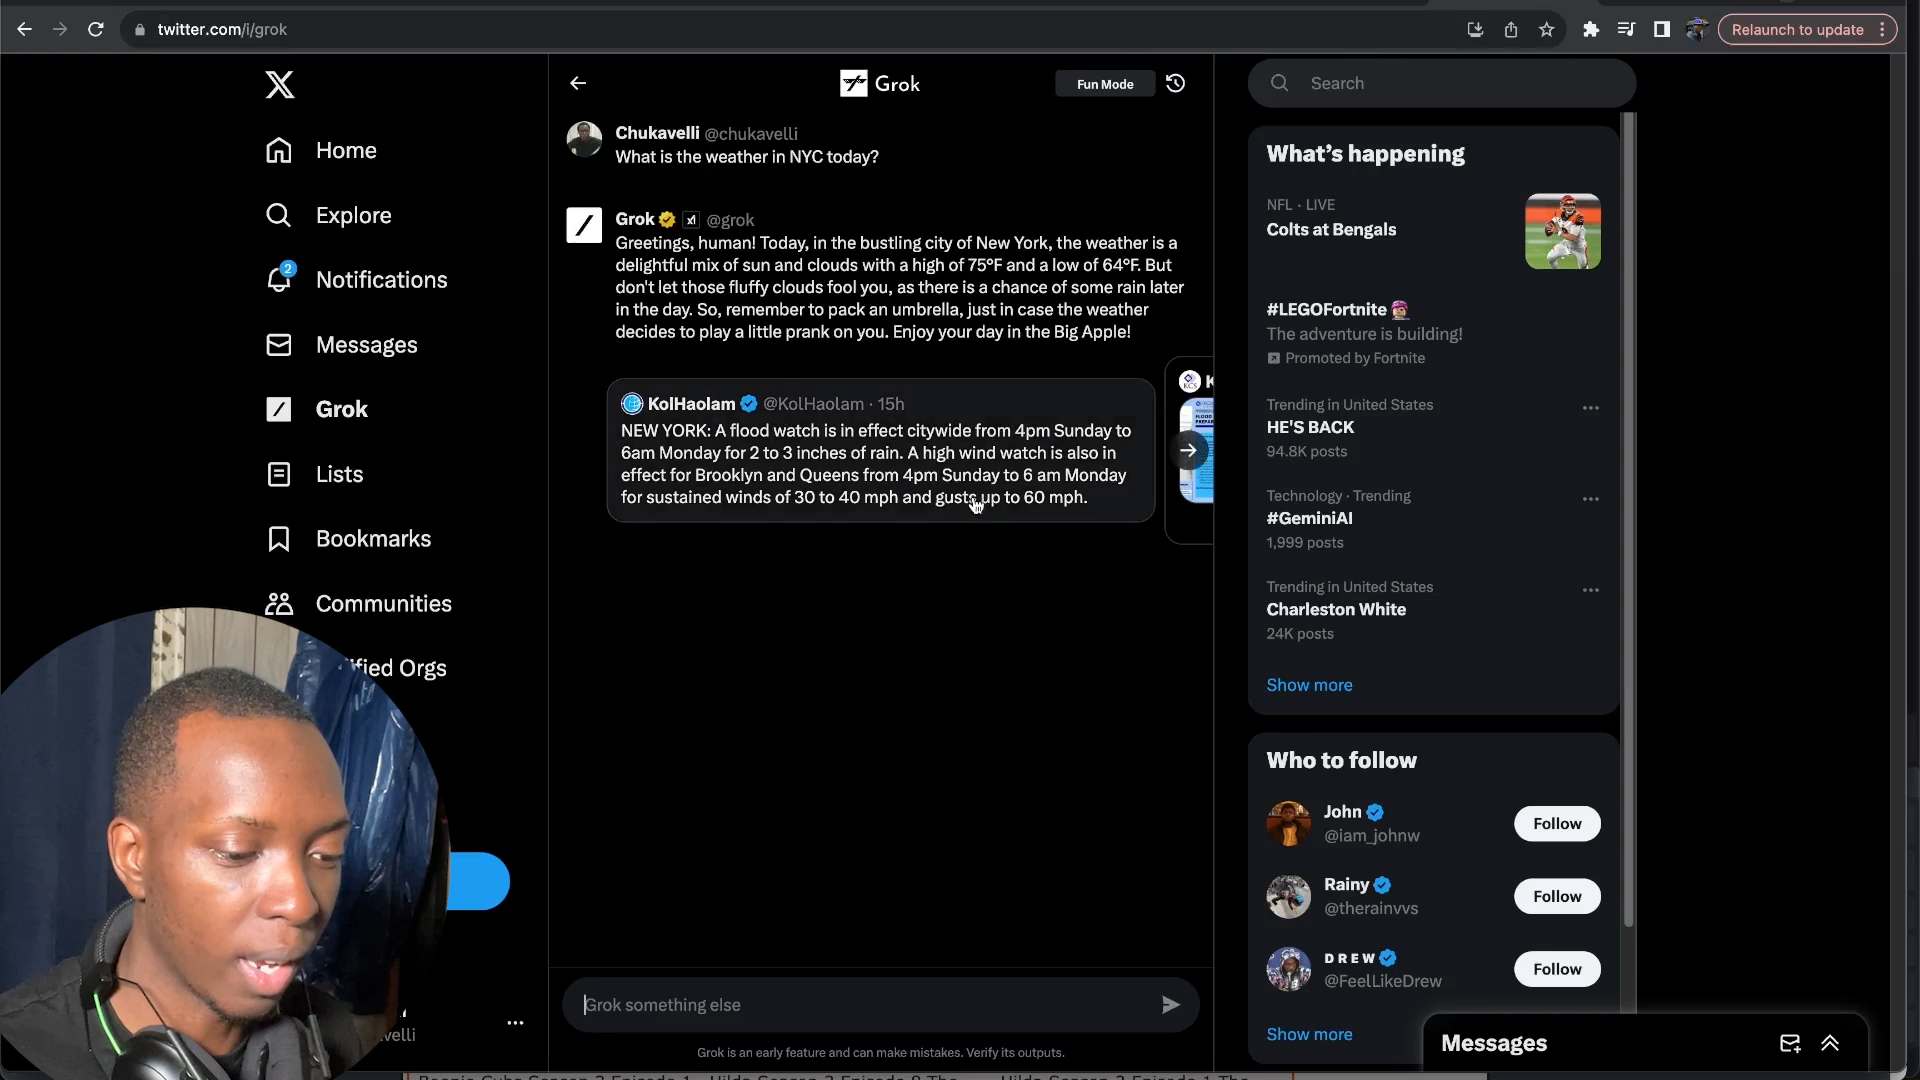 twitter.com/i/grok
Relaunch to update
Home
Explore
2
Notifications
Messages
Grok
Lists
Bookmarks
Communities
fied Orgs
velli
Grok
Fun Mode
Chukavelli @chukavelli
What is the weather in NYC today?
Grok @grok
Greetings, human! Today, in the bustling city of New York, the weather is a
delightful mix of sun and clouds with a high of 75°F and a low of 64°F. But
don't let those fluffy clouds fool you, as there is a chance of some rain later
in the day. So, remember to pack an umbrella, just in case the weather
decides to play a little prank on you. Enjoy your day in the Big Apple!
KolHaolam @KolHaolam · 15h
NEW YORK: A flood watch is in effect citywide from 4pm Sunday to
6am Monday for 2 to 3 inches of rain. A high wind watch is also in
effect for Brooklyn and Queens from 4pm Sunday to 6 am Monday
for sustained winds of 30 to 40 mph and gusts up to 60 mph.
KCS
Grok something else
Grok is an early feature and can make mistakes. Verify its outputs.
Search
What's happening
NFL · LIVE
Colts at Bengals
#LEGOFortnite
The adventure is building!
Promoted by Fortnite
Trending in United States
HE'S BACK
94.8K posts
Technology · Trending
#GeminiAI
1,999 posts
Trending in United States
Charleston White
24K posts
Show more
Who to follow
John
@iam_johnw
Follow
Rainy
@therainvvs
Follow
D R E W
@FeelLikeDrew
Follow
Show more
Messages